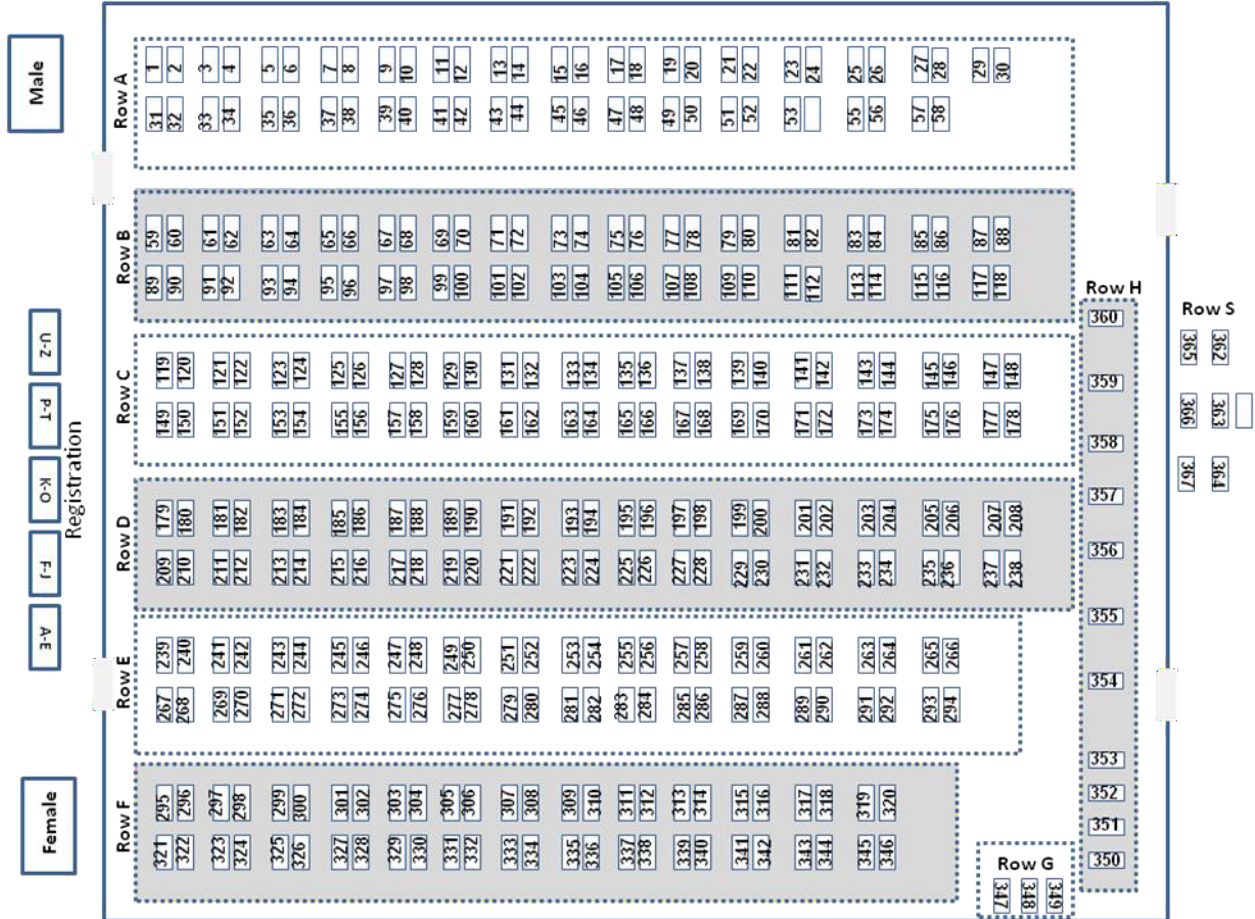 Male
Row A
1 2 3 4 5 6 7 8 9 10 11 12 13 14 15 16 17 18 19 20 21 22 23 24 25 26 27 28 29 30
31 32 33 34 35 36 37 38 39 40 41 42 43 44 45 46 47 48 49 50 51 52 53 55 56 57 58
Row B
59 60 61 62 63 64 65 66 67 68 69 70 71 72 73 74 75 76 77 78 79 80 81 82 83 84 85 86 87 88
89 90 91 92 93 94 95 96 97 98 99 100 101 102 103 104 105 106 107 108 109 110 111 112 113 114 115 116 117 118
Row C
119 120 121 122 123 124 125 126 127 128 129 130 131 132 133 134 135 136 137 138 139 140 141 142 143 144 145 146 147 148
149 150 151 152 153 154 155 156 157 158 159 160 161 162 163 164 165 166 167 168 169 170 171 172 173 174 175 176 177 178
Row D
179 180 181 182 183 184 185 186 187 188 189 190 191 192 193 194 195 196 197 198 199 200 201 202 203 204 205 206 207 208
209 210 211 212 213 214 215 216 217 218 219 220 221 222 223 224 225 226 227 228 229 230 231 232 233 234 235 236 237 238
Row E
239 240 241 242 243 244 245 246 247 248 249 250 251 252 253 254 255 256 257 258 259 260 261 262 263 264 265 266
267 268 269 270 271 272 273 274 275 276 277 278 279 280 281 282 283 284 285 286 287 288 289 290 291 292 293 294
Row F
295 296 297 298 299 300 301 302 303 304 305 306 307 308 309 310 311 312 313 314 315 316 317 318 319 320
321 322 323 324 325 326 327 328 329 330 331 332 333 334 335 336 337 338 339 340 341 342 343 344 345 346
Row G
347 348 349
Row H
360
359
358
357
356
355
354
353
352
351
350
Row S
365 362
366 363
367 364
U-Z
P-T
K-O
F-J
A-E
Registration
Female